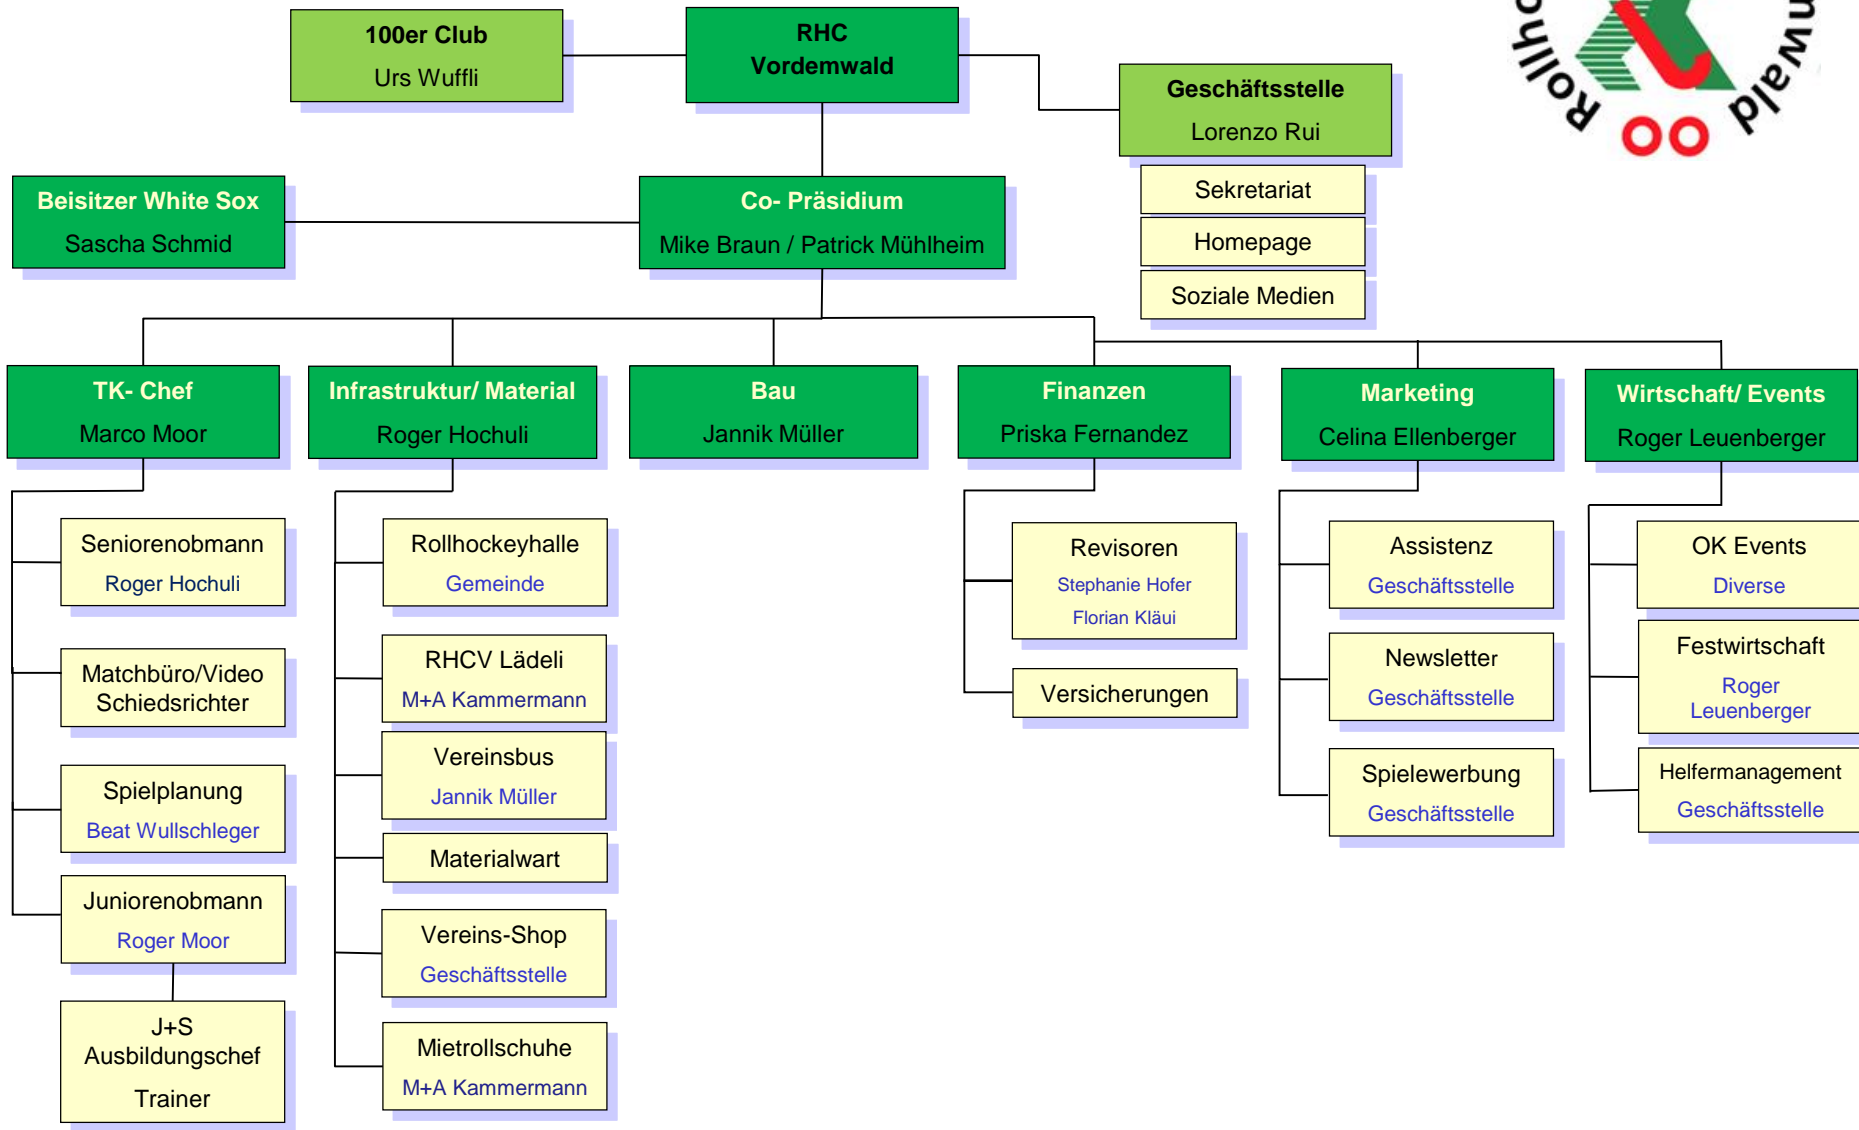 100er Club
Urs Wuffli
RHC
Vordemwald
Geschäftsstelle
Lorenzo Rui
Sekretariat
Homepage
Soziale Medien
Beisitzer White Sox
Sascha Schmid
Co- Präsidium
Mike Braun / Patrick Mühlheim
TK- Chef
Marco Moor
Infrastruktur/ Material
Roger Hochuli
Bau
Jannik Müller
Finanzen
Priska Fernandez
Marketing
Celina Ellenberger
Wirtschaft/ Events
Roger Leuenberger
Seniorenobmann
Roger Hochuli
Matchbüro/Video
Schiedsrichter
Spielplanung
Beat Wullschleger
Juniorenobmann
Roger Moor
J+S
Ausbildungschef
Trainer
Rollhockeyhalle
Gemeinde
RHCV Lädeli
M+A Kammermann
Vereinsbus
Jannik Müller
Materialwart
Vereins-Shop
Geschäftsstelle
Mietrollschuhe
M+A Kammermann
Revisoren
Stephanie Hofer
Florian Kläui
Versicherungen
Assistenz
Geschäftsstelle
Newsletter
Geschäftsstelle
Spielewerbung
Geschäftsstelle
OK Events
Diverse
Festwirtschaft
Roger
Leuenberger
Helfermanagement
Geschäftsstelle